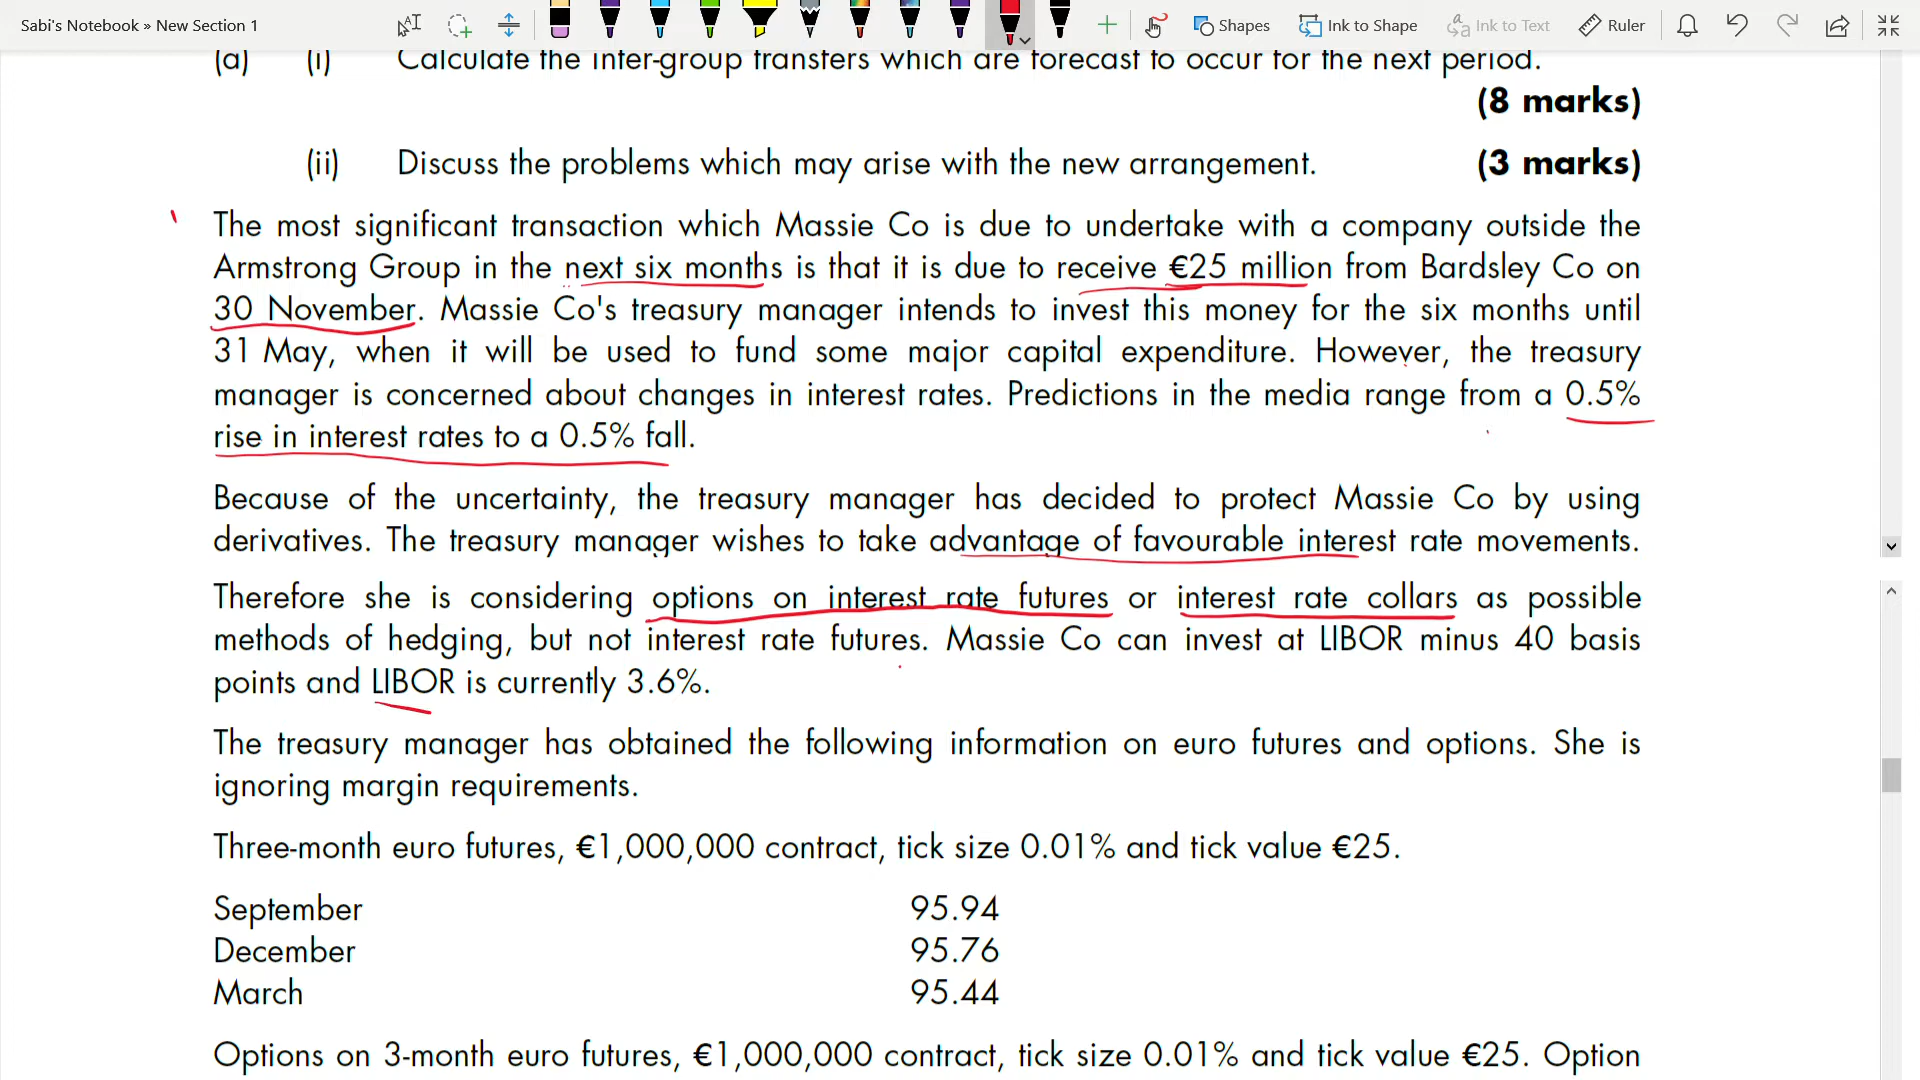 Sabi's Notebook » New Section 1
Shapes
Ink to Shape
Ink to Text
Ruler
(a) (i) Calculate the inter-group transfers which are forecast to occur for the next period.
(8 marks)
(ii) Discuss the problems which may arise with the new arrangement. (3 marks)
The most significant transaction which Massie Co is due to undertake with a company outside the
Armstrong Group in the next six months is that it is due to receive €25 million from Bardsley Co on
30 November. Massie Co's treasury manager intends to invest this money for the six months until
31 May, when it will be used to fund some major capital expenditure. However, the treasury
manager is concerned about changes in interest rates. Predictions in the media range from a 0.5%
rise in interest rates to a 0.5% fall.
Because of the uncertainty, the treasury manager has decided to protect Massie Co by using
derivatives. The treasury manager wishes to take advantage of favourable interest rate movements.
Therefore she is considering options on interest rate futures or interest rate collars as possible
methods of hedging, but not interest rate futures. Massie Co can invest at LIBOR minus 40 basis
points and LIBOR is currently 3.6%.
The treasury manager has obtained the following information on euro futures and options. She is
ignoring margin requirements.
Three-month euro futures, €1,000,000 contract, tick size 0.01% and tick value €25.
September 95.94
December 95.76
March 95.44
Options on 3-month euro futures, €1,000,000 contract, tick size 0.01% and tick value €25. Option